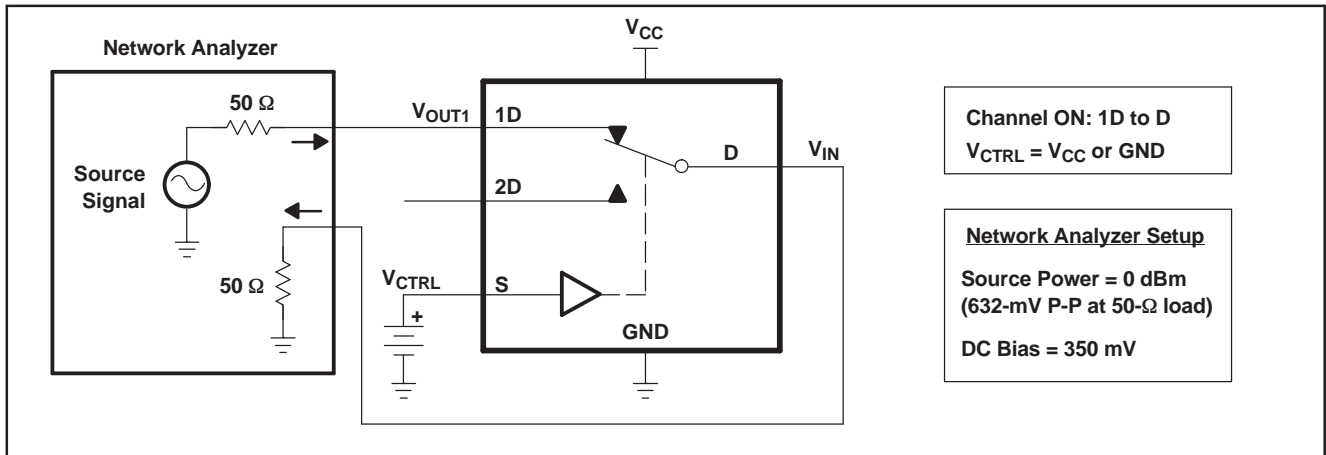 V_CC
Network Analyzer
50 Ω
V_OUT1
1D
D
V_IN
Source
Signal
2D
50 Ω
V_CTRL
S
+
GND
Channel ON: 1D to D
V_CTRL = V_CC or GND
Network Analyzer Setup
Source Power = 0 dBm
(632-mV P-P at 50-Ω load)
DC Bias = 350 mV